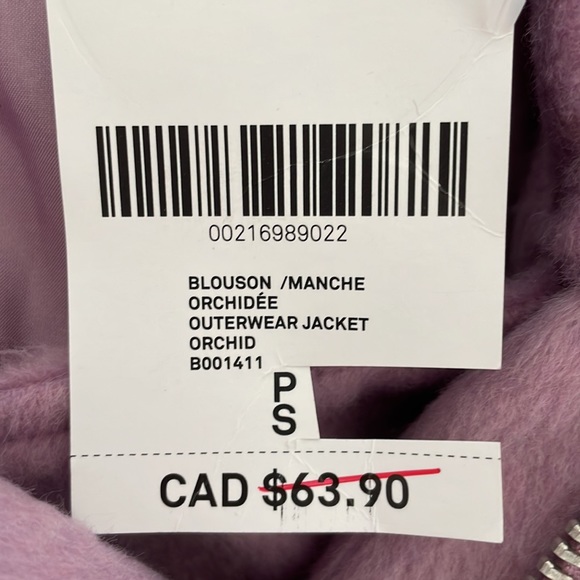 00216989022
BLOUSON /MANCHE
ORCHIDÉE
OUTERWEAR JACKET
ORCHID
B001411
P
S
CAD $63.90